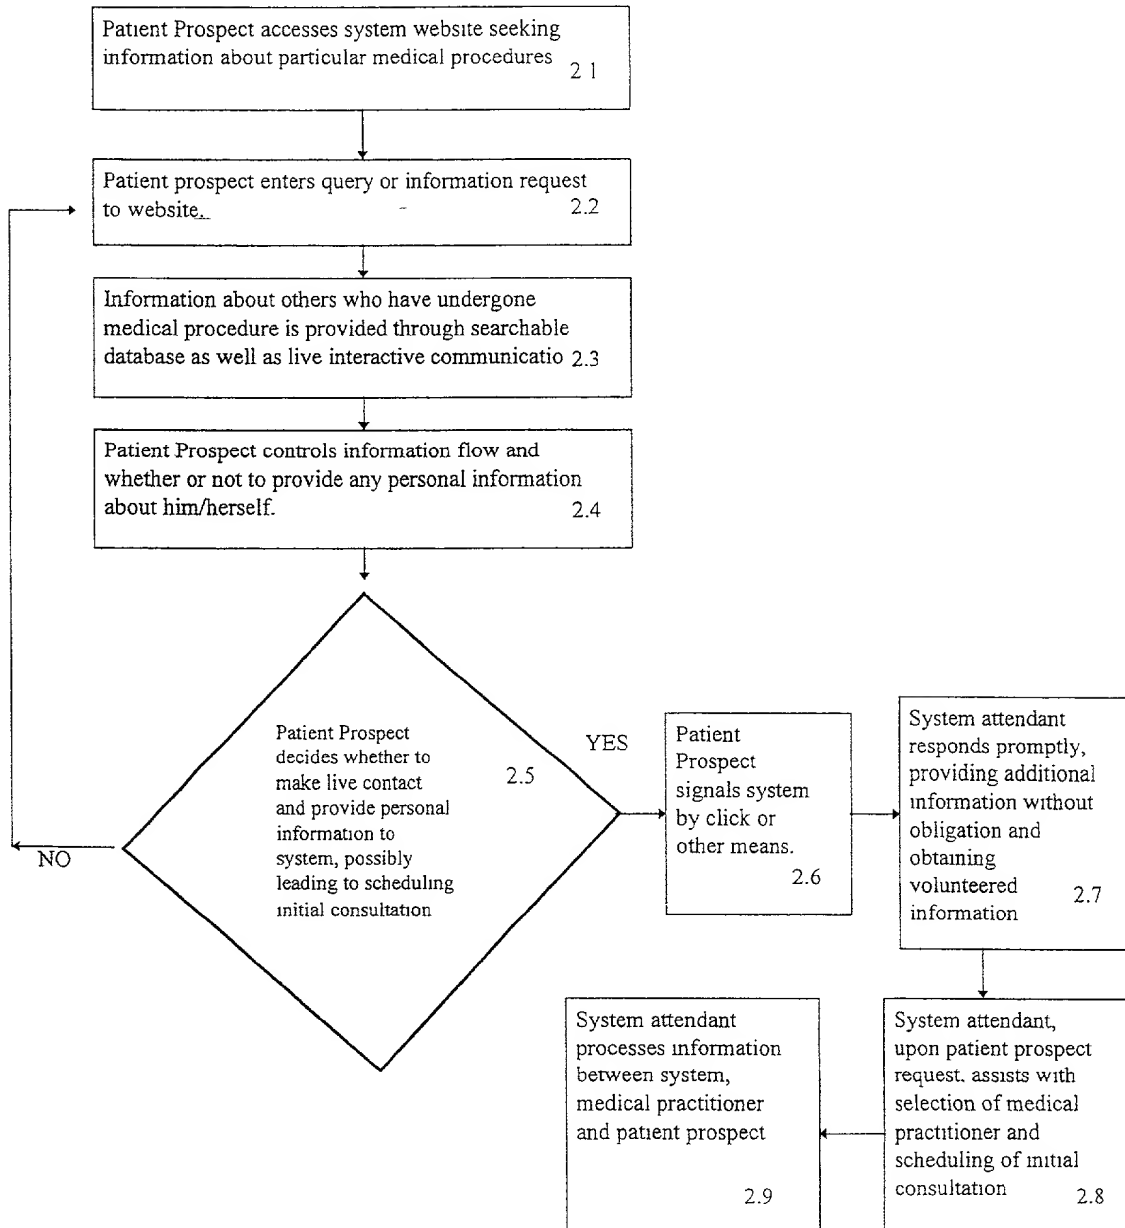 Patient Prospect accesses system website seeking
information about particular medical procedures
2 1
Patient prospect enters query or information request
to website.
2.2
Information about others who have undergone
medical procedure is provided through searchable
database as well as live interactive communicatio 2.3
Patient Prospect controls information flow and
whether or not to provide any personal information
about him/herself.
2.4
Patient Prospect
decides whether to
make live contact
and provide personal
information to
system, possibly
leading to scheduling
initial consultation
2.5
YES
NO
Patient
Prospect
signals system
by click or
other means.
2.6
System attendant
responds promptly,
providing additional
information without
obligation and
obtaining
volunteered
information
2.7
System attendant,
upon patient prospect
request. assists with
selection of medical
practitioner and
scheduling of initial
consultation
2.8
System attendant
processes information
between system,
medical practitioner
and patient prospect
2.9